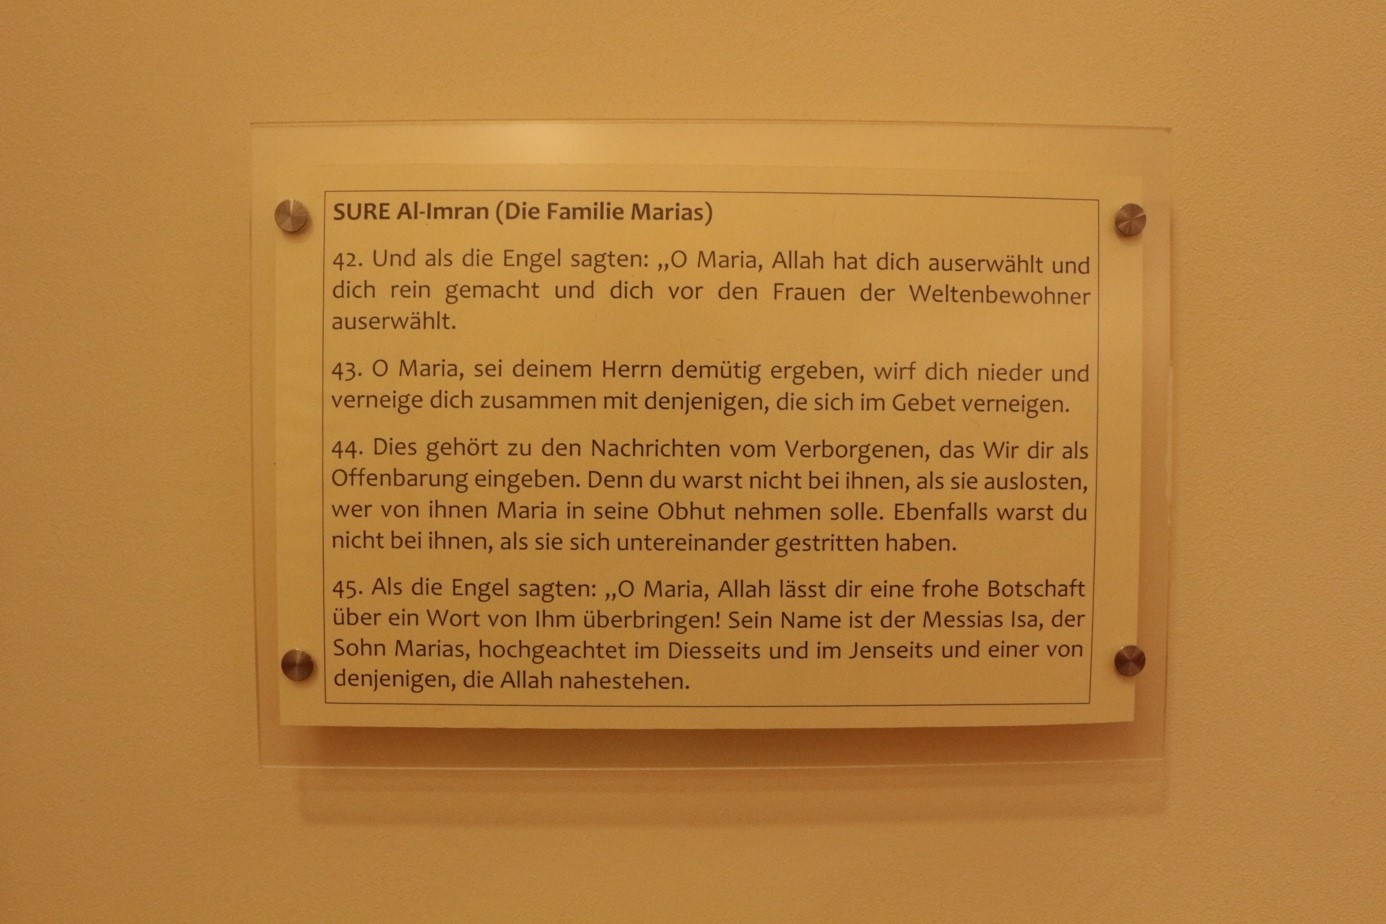 SURE Al-Imran (Die Familie Marias)
42. Und als die Engel sagten: „O Maria, Allah hat dich auserwählt und
dich rein gemacht und dich vor den Frauen der Weltenbewohner
auserwählt.
43. O Maria, sei deinem Herrn demütig ergeben, wirf dich nieder und
verneige dich zusammen mit denjenigen, die sich im Gebet verneigen.
44. Dies gehört zu den Nachrichten vom Verborgenen, das Wir dir als
Offenbarung eingeben. Denn du warst nicht bei ihnen, als sie auslosten,
wer von ihnen Maria in seine Obhut nehmen solle. Ebenfalls warst du
nicht bei ihnen, als sie sich untereinander gestritten haben.
45. Als die Engel sagten: „O Maria, Allah lässt dir eine frohe Botschaft
über ein Wort von Ihm überbringen! Sein Name ist der Messias Isa, der
Sohn Marias, hochgeachtet im Diesseits und im Jenseits und einer von
denjenigen, die Allah nahestehen.